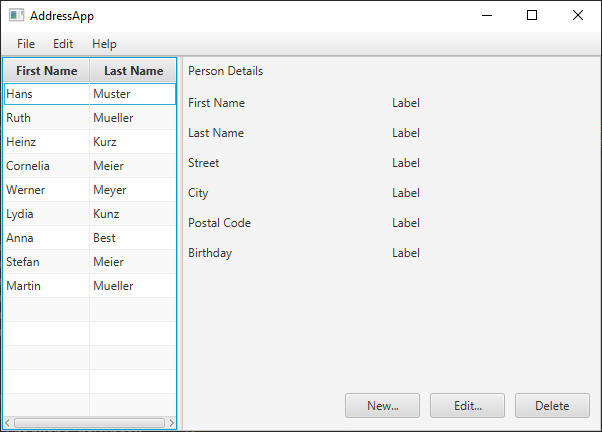 AddressApp
File Edit Help
First Name Last Name
Hans Muster
Ruth Mueller
Heinz Kurz
Cornelia Meier
Werner Meyer
Lydia Kunz
Anna Best
Stefan Meier
Martin Mueller
Person Details
First Name Label
Last Name Label
Street Label
City Label
Postal Code Label
Birthday Label
New... Edit... Delete